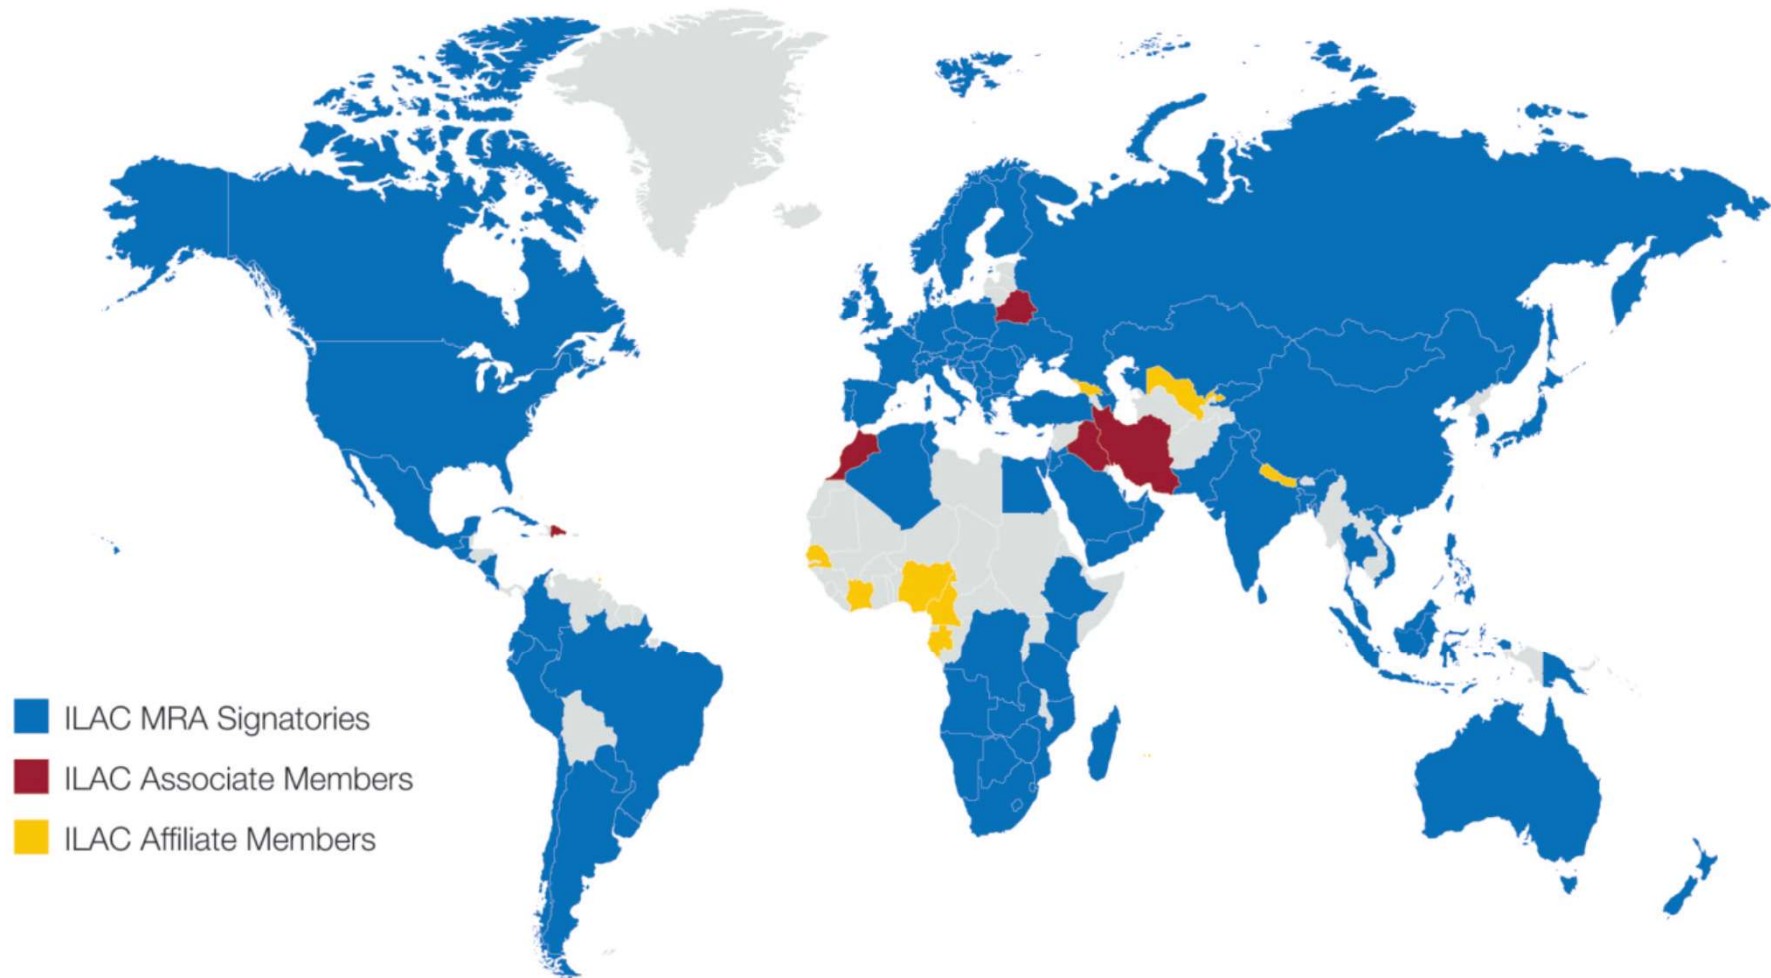 ILAC MRA Signatories
ILAC Associate Members
ILAC Affiliate Members